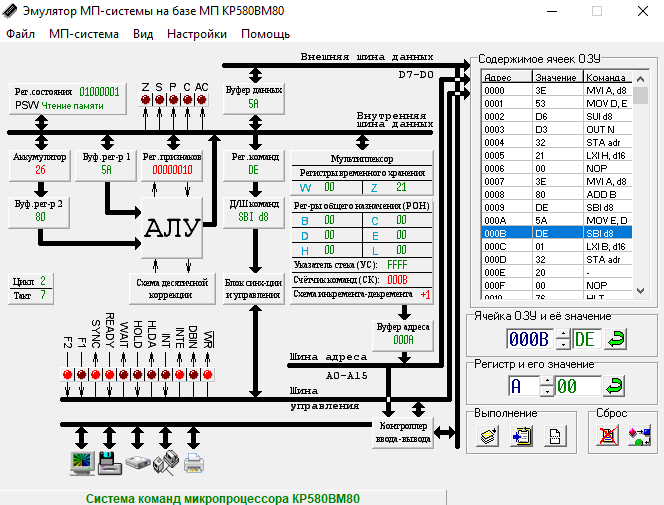 Эмулятор МП-системы на базе МП КР580ВМ80
Файл МП-система Вид Настройки Помощь
Внешняя шина данных
D7-D0
Рег.состояния 01000001
PSW Чтение памяти
Z S P C AC
Буфер данных
5A
Внутренняя
шина данных
Аккумулятор
26
Буф.рег-р 1
5A
Рег.признаков
00000010
Рег.команд
DE
Мультиплексор
Регистры временного хранения
W 00 Z 21
Буф.рег-р 2
80
АЛУ
Д/Ш команд
SBI d8
Рег-ры общего назначения (РОН)
B 00 C 00
D 00 E 00
H 00 L 00
Указатель стека (УС): FFFF
Счётчик команд (СК): 000B
Схема инкремента-декремента +1
Цикл 2
Такт 7
Схема десятичной
коррекции
Блок синх-ции
и управления
Буфер адреса
000A
F2 F1 SYNC READY WAIT HOLD HLDA INT INTE DBIN WR
Шина адреса
A0-A15
Шина
управления
Контроллер
ввода-вывода
Система команд микропроцессора КР580ВМ80
Содержимое ячеек ОЗУ
Адрес Значение Команда
0000 3E MVI A, d8
0001 53 MOV D, E
0002 D6 SUI d8
0003 D3 OUT N
0004 32 STA adr
0005 21 LXI H, d16
0006 00 NOP
0007 3E MVI A, d8
0008 80 ADD B
0009 DE SBI d8
000A 5A MOV E, D
000B DE SBI d8
000C 01 LXI B, d16
000D 32 STA adr
000E 20 -
000F 00 NOP
0010 76 HLT
Ячейка ОЗУ и её значение
000B DE
Регистр и его значение
A 00
Выполнение
Сброс